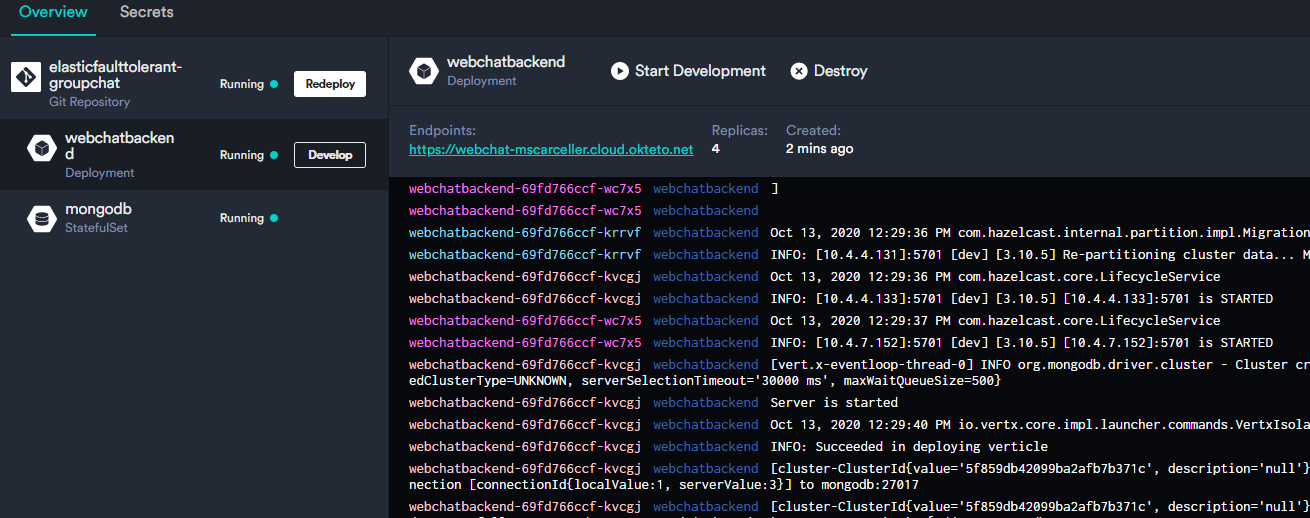 Overview Secrets
elasticfaulttolerant-
groupchat
Git Repository
Running
Redeploy
webchatbacken
d
Deployment
Running
Develop
mongodb
StatefulSet
Running
webchatbackend
Deployment
Start Development
Destroy
Endpoints: Replicas: Created:
https://webchat-mscarceller.cloud.okteto.net 4 2 mins ago
webchatbackend-69fd766ccf-wc7x5 webchatbackend ]
webchatbackend-69fd766ccf-wc7x5 webchatbackend
webchatbackend-69fd766ccf-krrvf webchatbackend Oct 13, 2020 12:29:36 PM com.hazelcast.internal.partition.impl.Migration
webchatbackend-69fd766ccf-krrvf webchatbackend INFO: [10.4.4.131]:5701 [dev] [3.10.5] Re-partitioning cluster data... M
webchatbackend-69fd766ccf-kvcgj webchatbackend Oct 13, 2020 12:29:36 PM com.hazelcast.core.LifecycleService
webchatbackend-69fd766ccf-kvcgj webchatbackend INFO: [10.4.4.133]:5701 [dev] [3.10.5] [10.4.4.133]:5701 is STARTED
webchatbackend-69fd766ccf-wc7x5 webchatbackend Oct 13, 2020 12:29:37 PM com.hazelcast.core.LifecycleService
webchatbackend-69fd766ccf-wc7x5 webchatbackend INFO: [10.4.7.152]:5701 [dev] [3.10.5] [10.4.7.152]:5701 is STARTED
webchatbackend-69fd766ccf-kvcgj webchatbackend [vert.x-eventloop-thread-0] INFO org.mongodb.driver.cluster - Cluster cr
edClusterType=UNKNOWN, serverSelectionTimeout='30000 ms', maxWaitQueueSize=500}
webchatbackend-69fd766ccf-kvcgj webchatbackend Server is started
webchatbackend-69fd766ccf-kvcgj webchatbackend Oct 13, 2020 12:29:40 PM io.vertx.core.impl.launcher.commands.VertxIsola
webchatbackend-69fd766ccf-kvcgj webchatbackend INFO: Succeeded in deploying verticle
webchatbackend-69fd766ccf-kvcgj webchatbackend [cluster-ClusterId{value='5f859db42099ba2afb7b371c', description='null'}
nection [connectionId{localValue:1, serverValue:3}] to mongodb:27017
webchatbackend-69fd766ccf-kvcgj webchatbackend [cluster-ClusterId{value='5f859db42099ba2afb7b371c', description='null'}